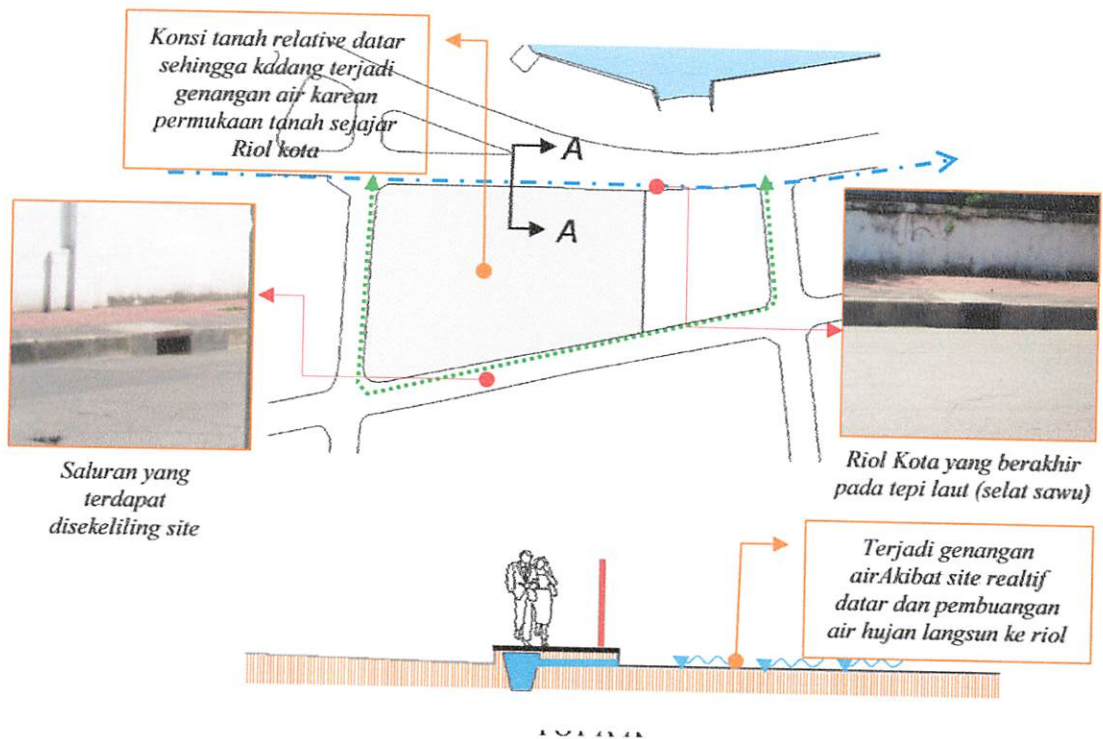 Konsi tanah relative datar
sehingga kadang terjadi
genangan air karean
permukaan tanah sejajar
Riol kota
A
A
Saluran yang
terdapat
disekeliling site
Riol Kota yang berakhir
pada tepi laut (selat sawu)
Terjadi genangan
airAkibat site realtif
datar dan pembuangan
air hujan langsun ke riol